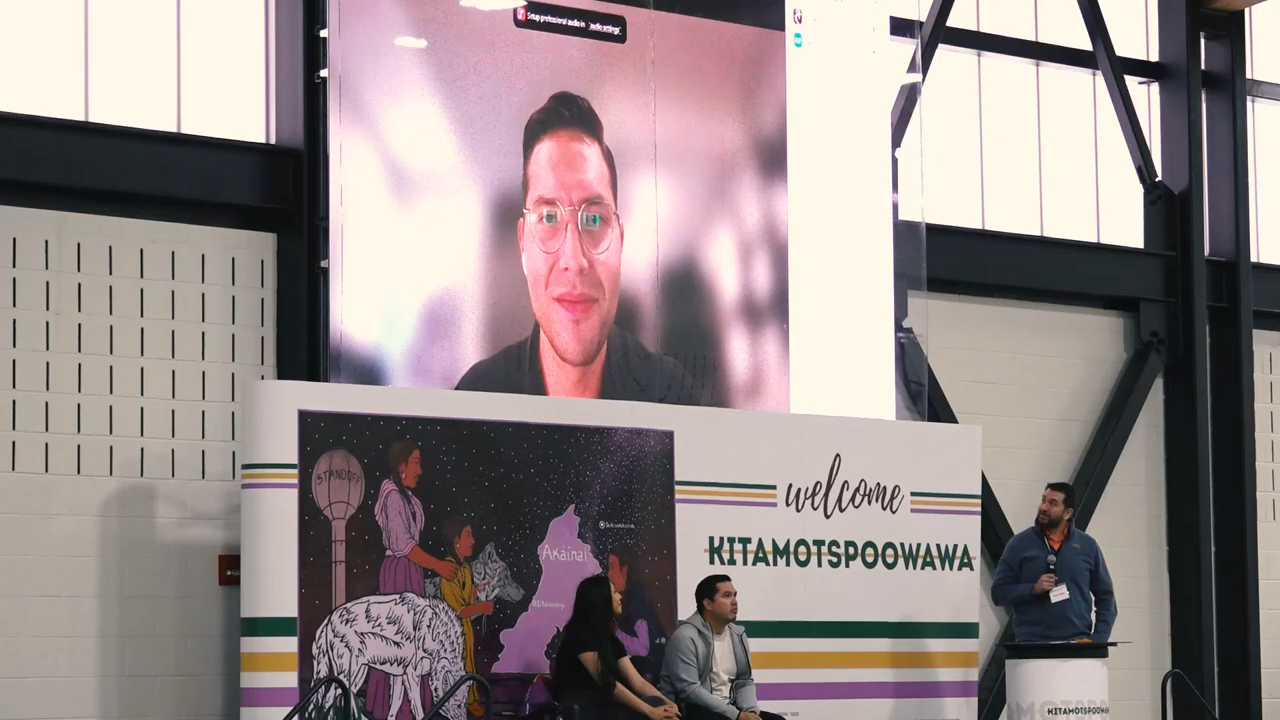 Setup professional audio in 'audio settings'.
STANDOFF
Akainai
welcome
KITAMOTSPOOWAWA
KITAMOTSPOOWAWA